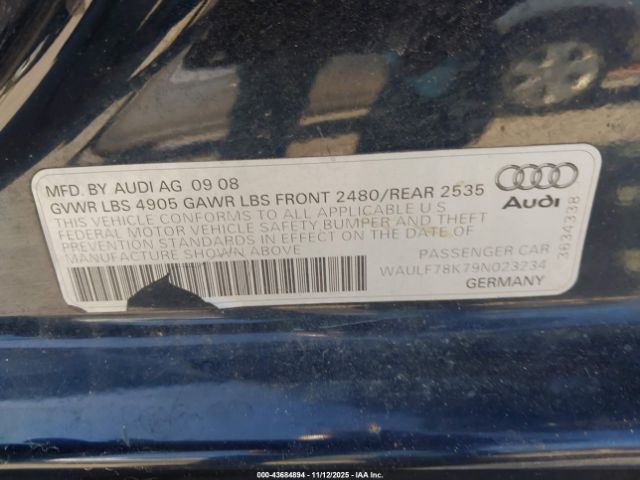 MFD. BY AUDI AG 09 08
GVWR LBS 4905 GAWR LBS FRONT 2480/REAR 2535
THIS VEHICLE CONFORMS TO ALL APPLICABLE U S
FEDERAL MOTOR VEHICLE SAFETY BUMPER AND THEFT
PREVENTION STANDARDS IN EFFECT ON THE DATE OF
MANUFACTURE SHOWN ABOVE
PASSENGER CAR
WAULF78K79N023234
GERMANY
Audi
3634338
000-43684894 - 11/12/2025 - IAA, Inc.